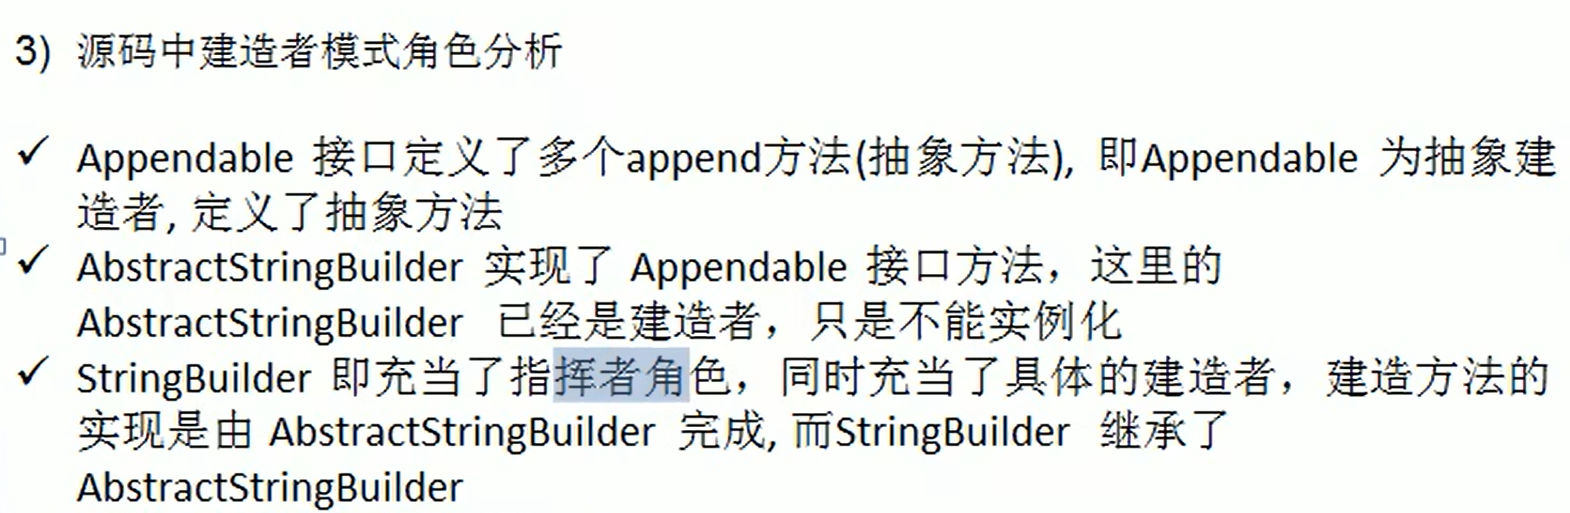 3) 源码中建造者模式角色分析
✓ Appendable 接口定义了多个append方法(抽象方法), 即Appendable 为抽象建
造者, 定义了抽象方法
✓ AbstractStringBuilder 实现了 Appendable 接口方法，这里的
AbstractStringBuilder 已经是建造者，只是不能实例化
✓ StringBuilder 即充当了指挥者角色，同时充当了具体的建造者，建造方法的
实现是由 AbstractStringBuilder 完成, 而StringBuilder 继承了
AbstractStringBuilder